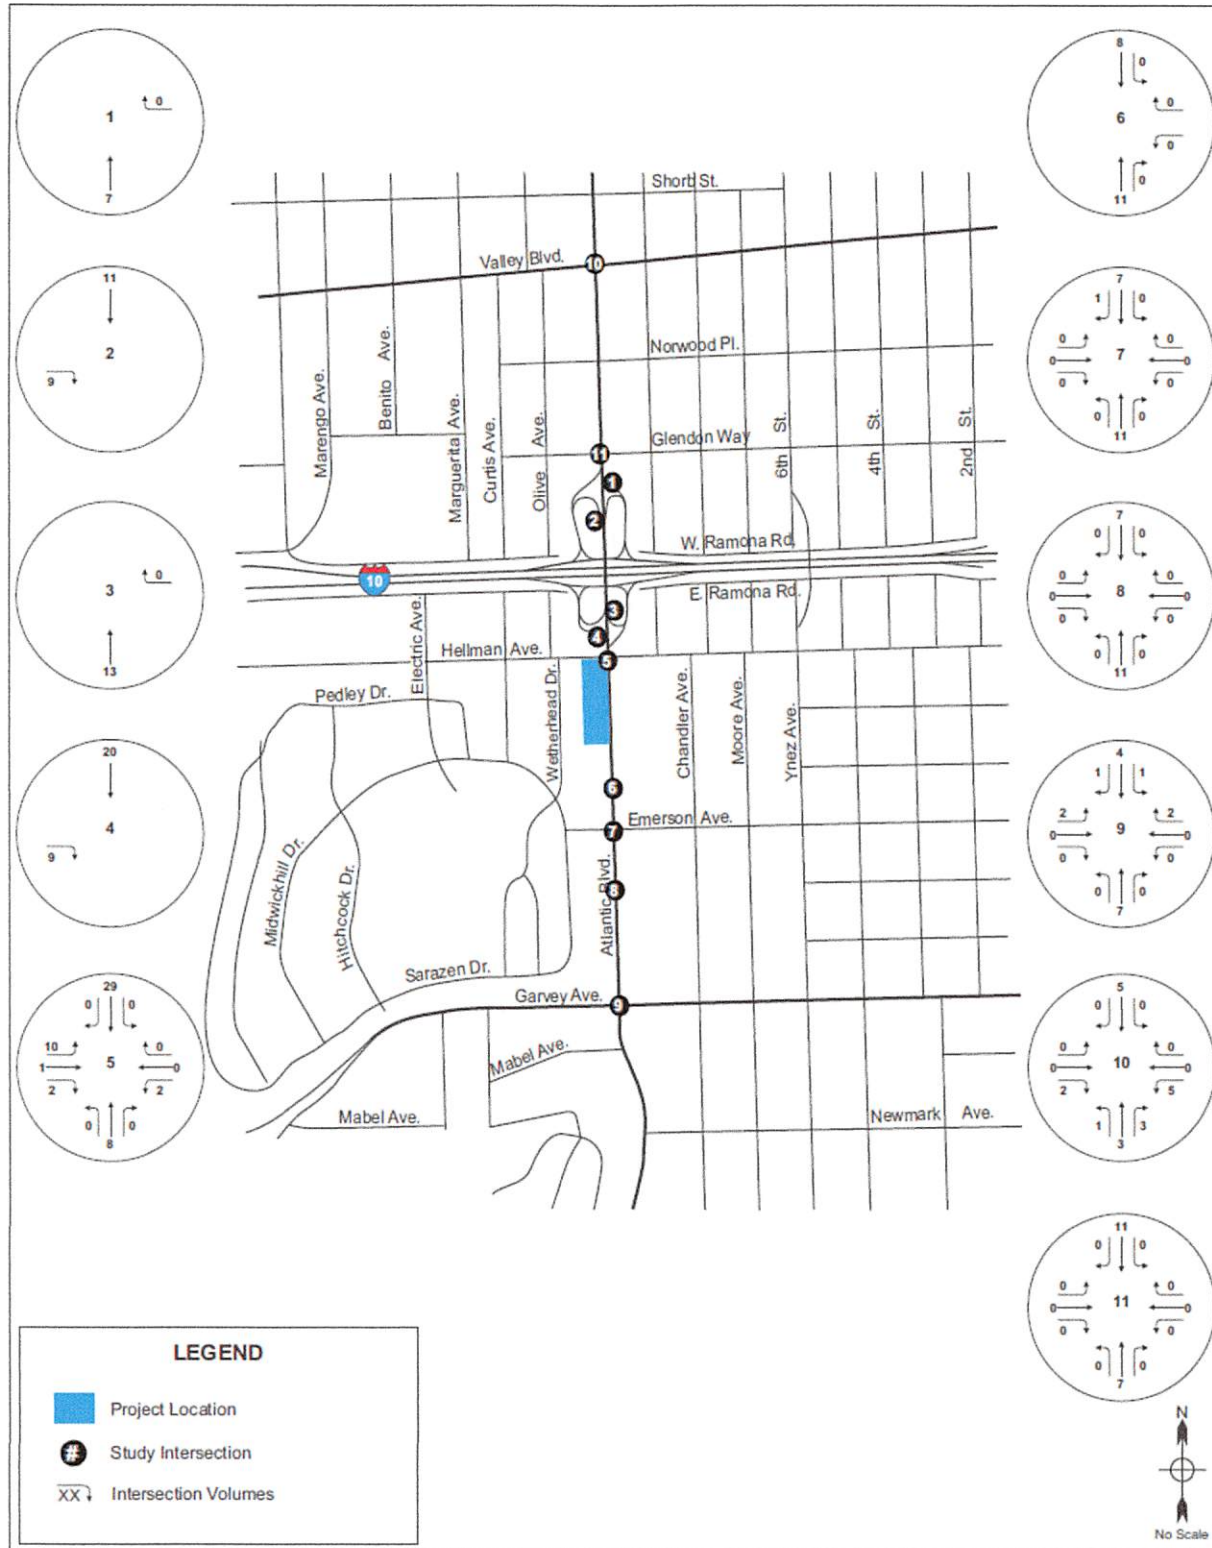 0
1
7
11
2
9
0
3
13
20
4
9
29
0 0
10 0
1 5 0
2 2
0 0
8
8
0
6 0
0
0
11
7
1 0
0 0
0 7 0
0 0
0 0
11
7
0 0
0 0
0 8 0
0 0
0 0
11
4
1 1
2 2
0 9 0
0 0
0 0
7
5
0 0
0 0
0 10 0
2 5
1 3
3
11
0 0
0 0
0 11 0
0 0
0 0
7
Shorb St.
Valley Blvd.
10
Norwood Pl.
Marengo Ave.
Benito Ave.
Marguerita Ave.
Curtis Ave.
Olive Ave.
Glendon Way
6th St.
4th St.
2nd St.
11
1
2
W. Ramona Rd.
10
E. Ramona Rd.
3
4
5
Hellman Ave.
Electric Ave.
Pedley Dr.
Wetherhead Dr.
Chandler Ave.
Moore Ave.
Ynez Ave.
6
Emerson Ave.
7
8
Atlantic Blvd.
Midwickhill Dr.
Hitchcock Dr.
Sarazen Dr.
Garvey Ave.
9
Mabel Ave.
Mabel Ave.
Newmark Ave.
LEGEND
Project Location
# Study Intersection
XX Intersection Volumes
N
No Scale